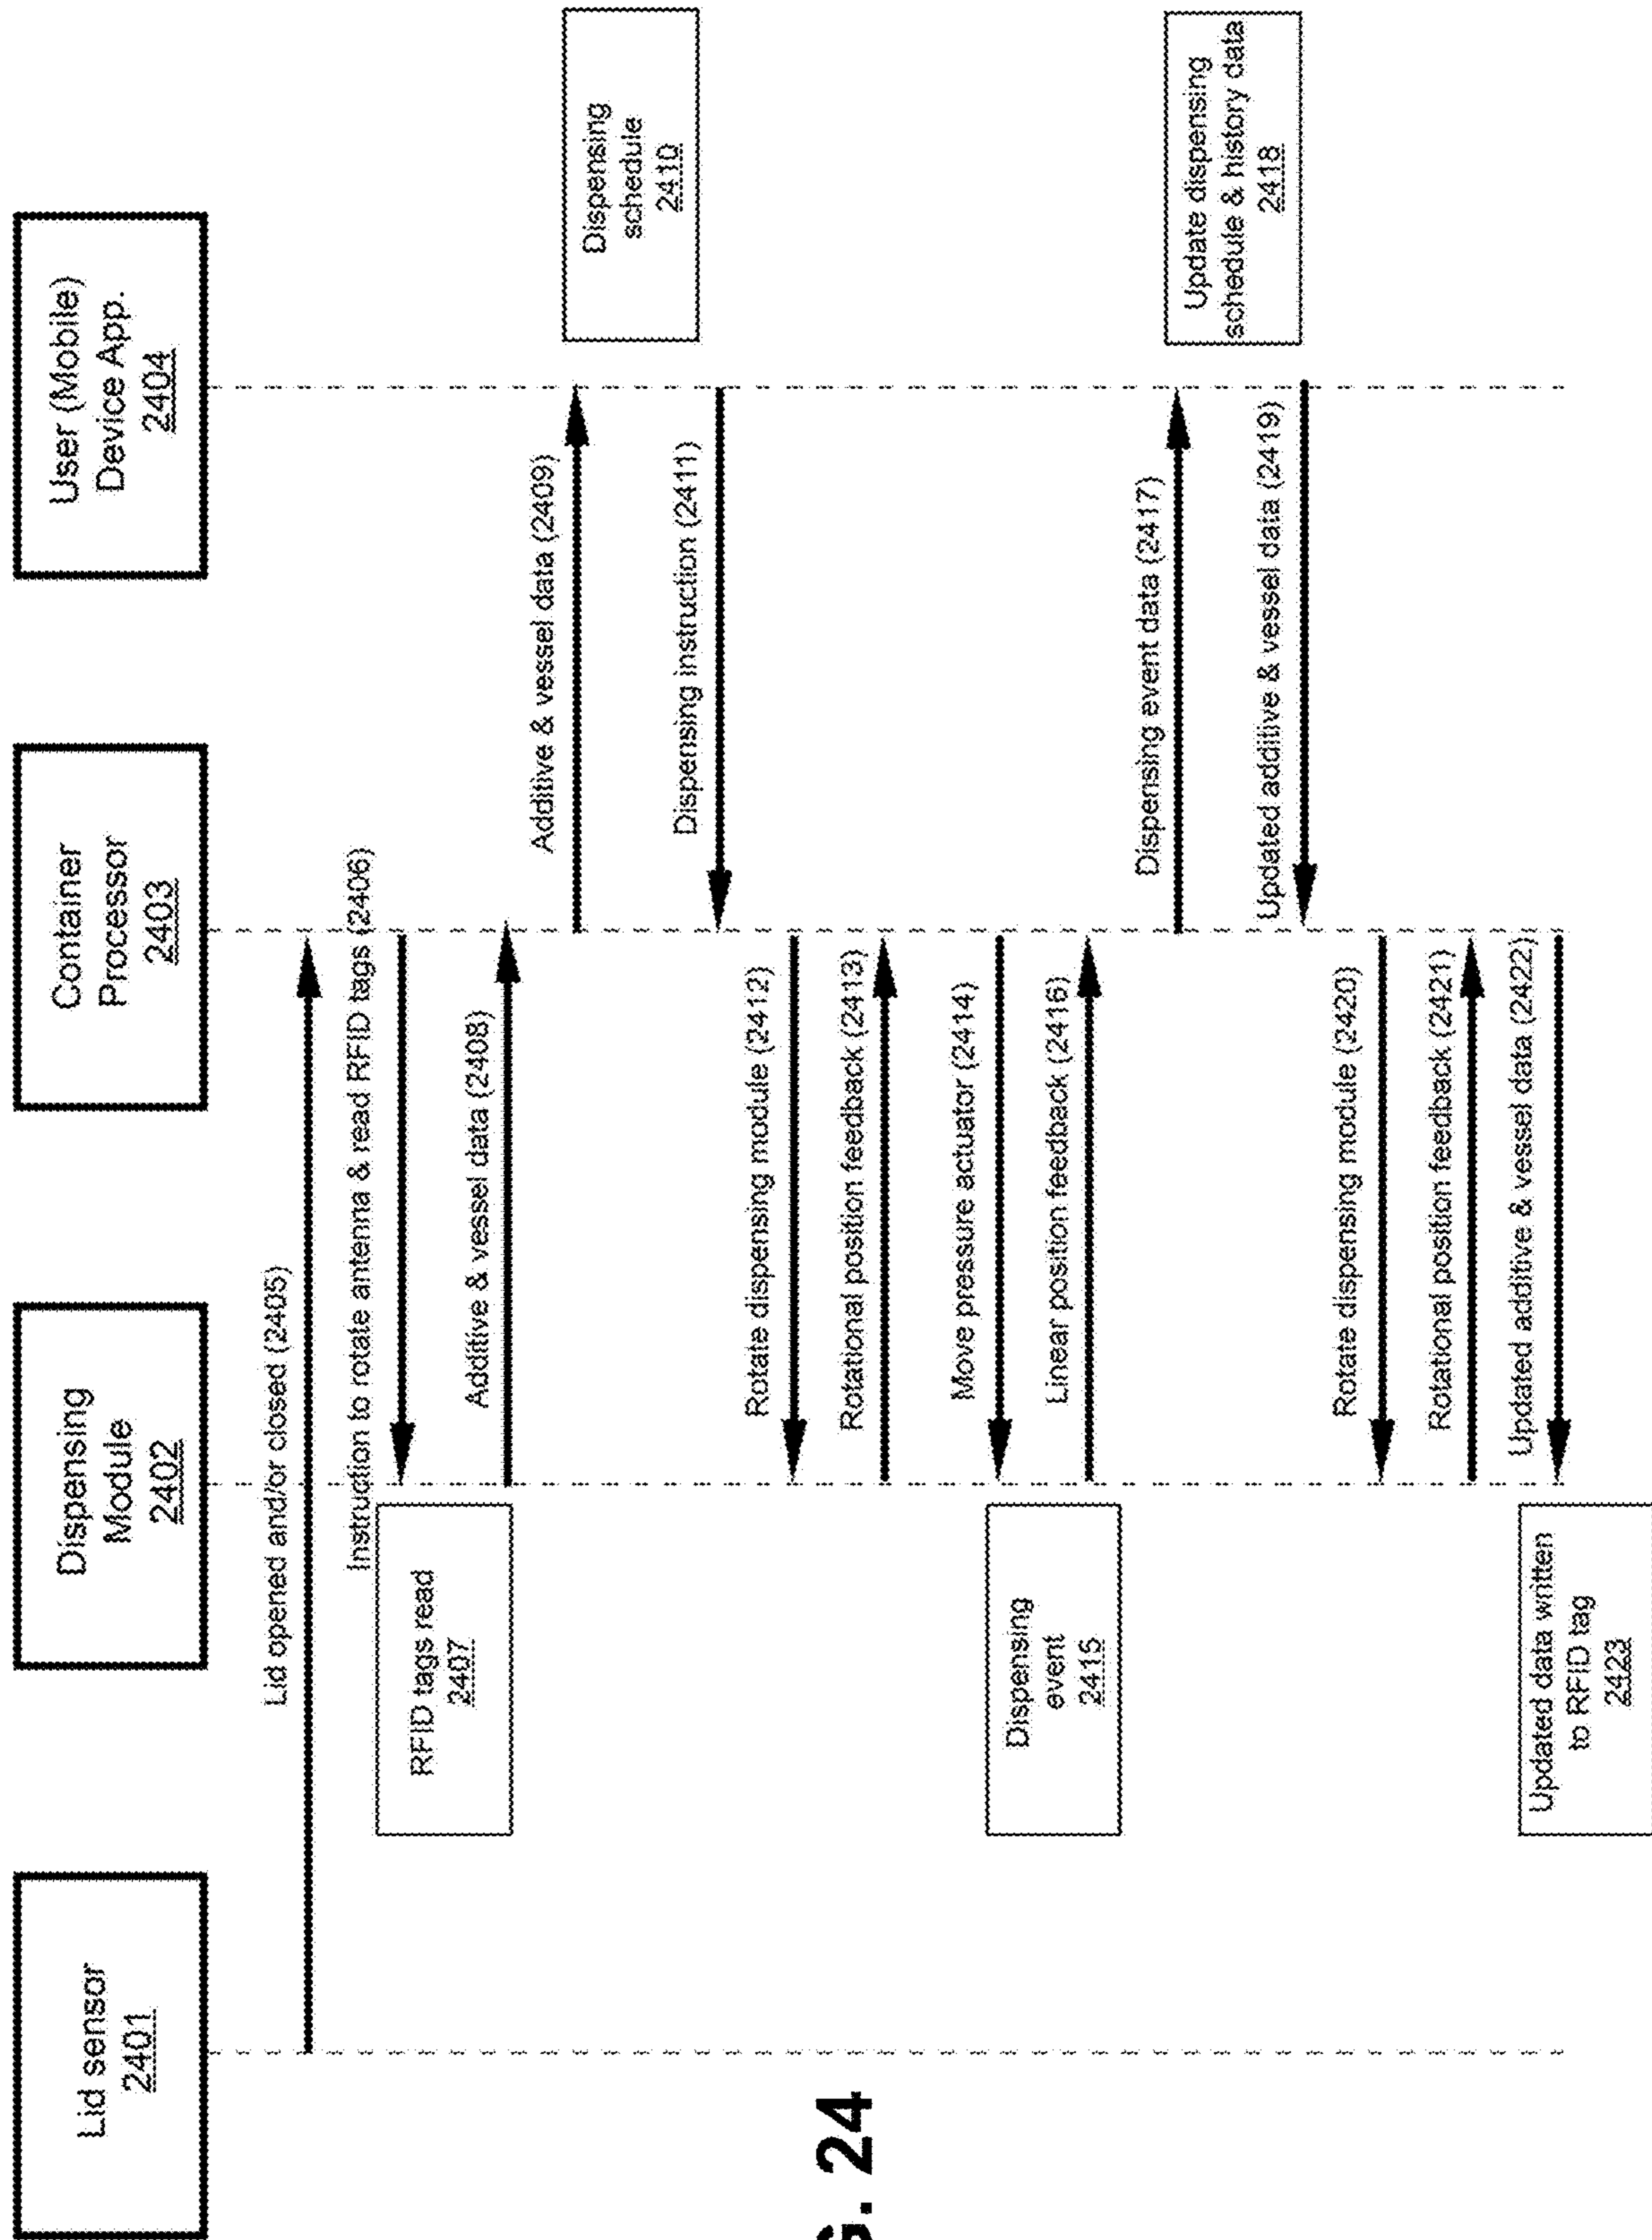 Lid sensor
2401
Dispensing
Module
2402
Container
Processor
2403
User (Mobile)
Device App.
2404
Lid opened and/or closed (2405)
Instruction to rotate antenna & read RFID tags (2406)
RFID tags read
2407
Additive & vessel data (2408)
Additive & vessel data (2409)
Dispensing
schedule
2410
Dispensing instruction (2411)
Rotate dispensing module (2412)
Rotational position feedback (2413)
Move pressure actuator (2414)
Dispensing
event
2415
Linear position feedback (2416)
Dispensing event data (2417)
Update dispensing
schedule & history data
2418
Updated additive & vessel data (2419)
Rotate dispensing module (2420)
Rotational position feedback (2421)
Updated additive & vessel data (2422)
Updated data written
to RFID tag
2423
G. 24